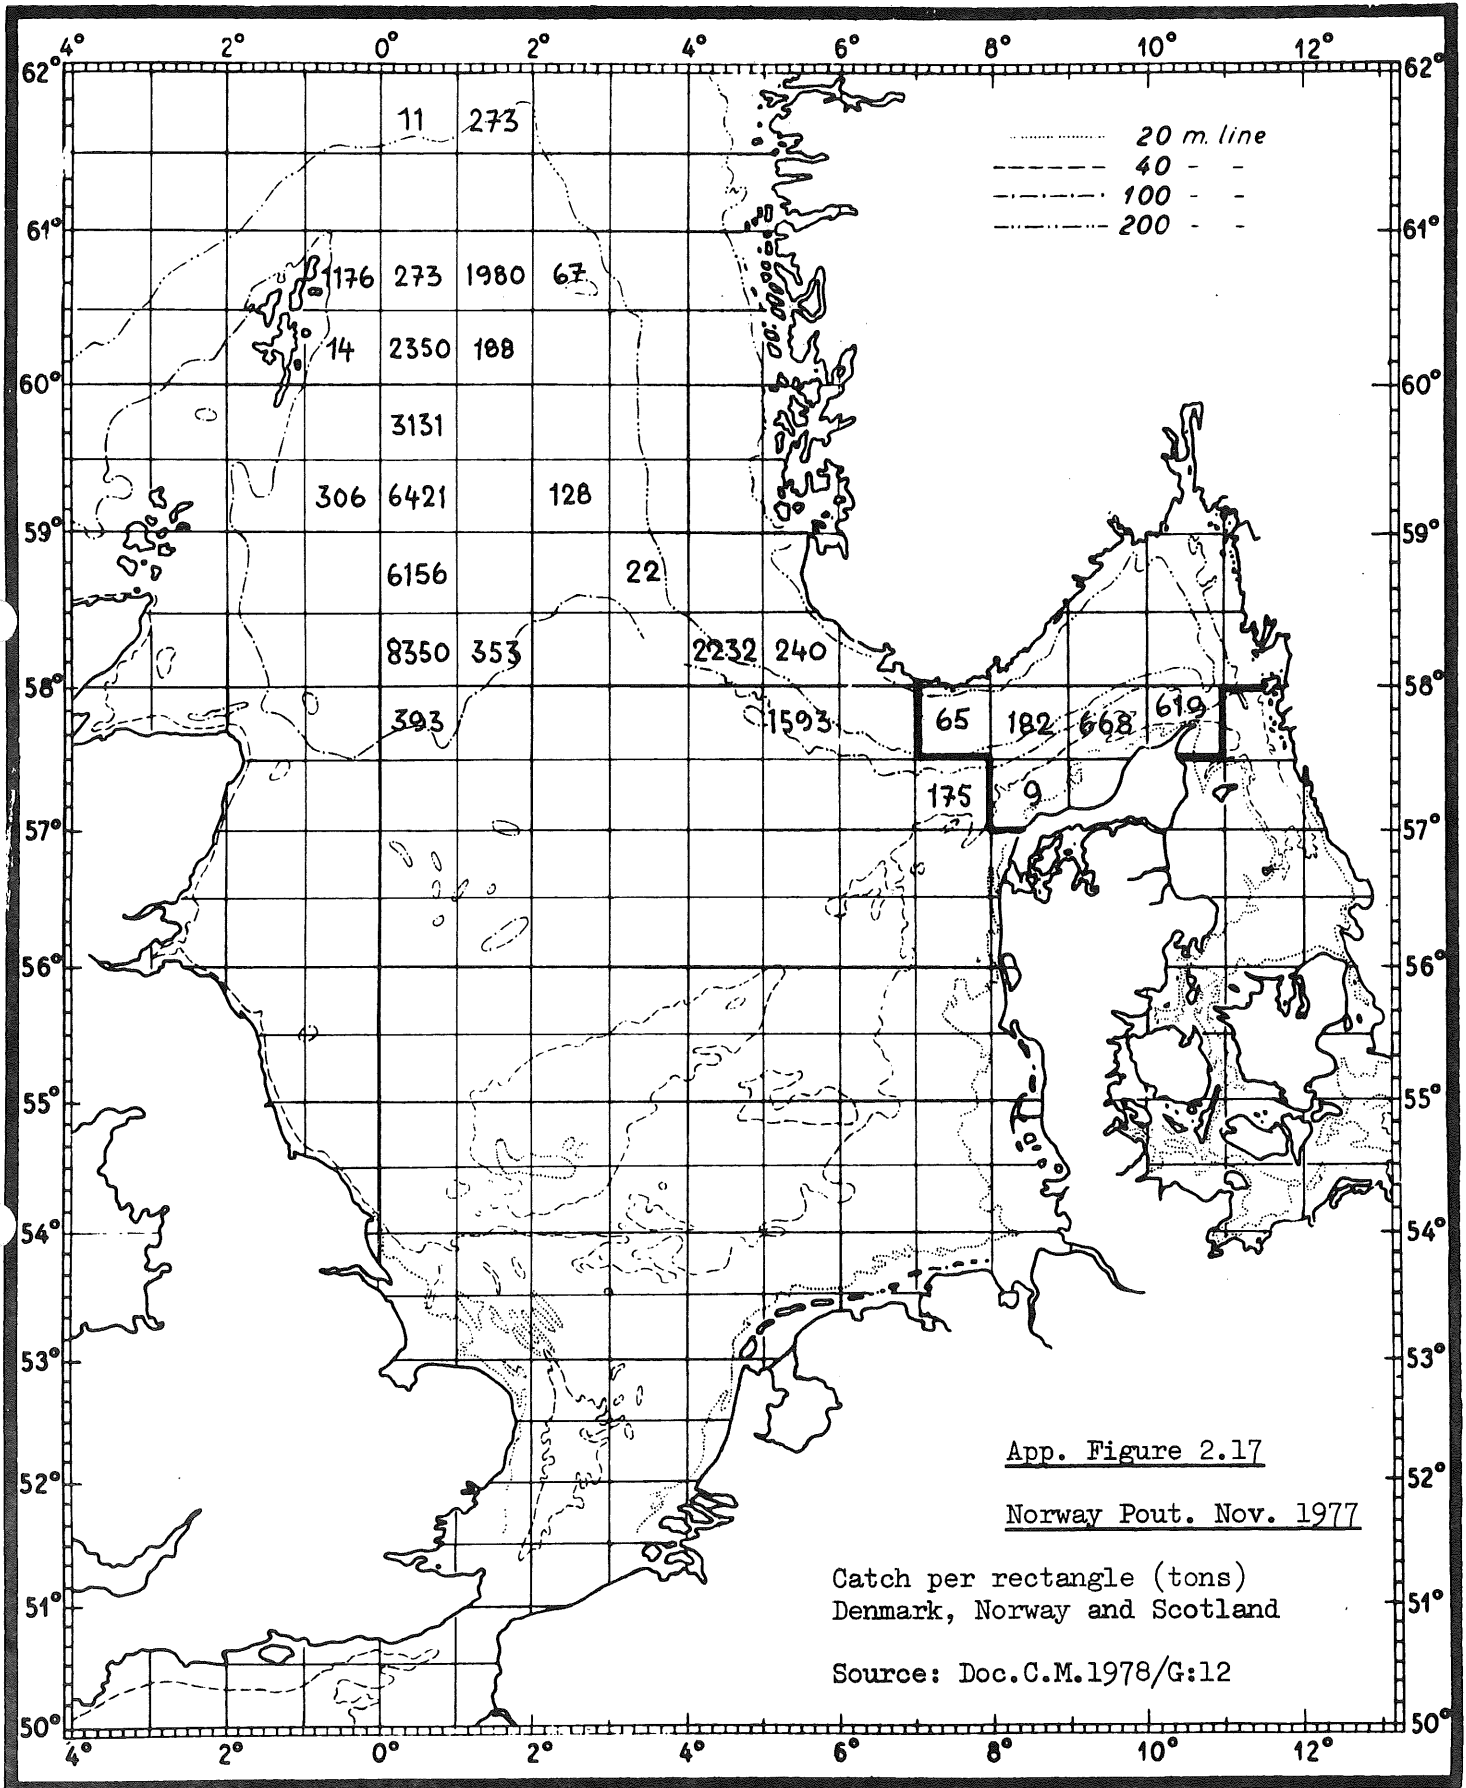 4° 2° 0° 2° 4° 6° 8° 10° 12°
62° 62°
11 273
20 m. line
40 - -
100 - -
200 - -
61° 61°
1176 273 1980 67
14 2350 188
60° 60°
3131
306 6421 128
59° 59°
6156 22
8350 353 2232 240
58° 58°
393 1593 65 182 668 619
175 9
57° 57°
56° 56°
55° 55°
54° 54°
53° 53°
App. Figure 2.17
52° 52°
Norway Pout. Nov. 1977
Catch per rectangle (tons)
51° 51°
Denmark, Norway and Scotland
Source: Doc.C.M.1978/G:12
50° 50°
4° 2° 0° 2° 4° 6° 8° 10° 12°